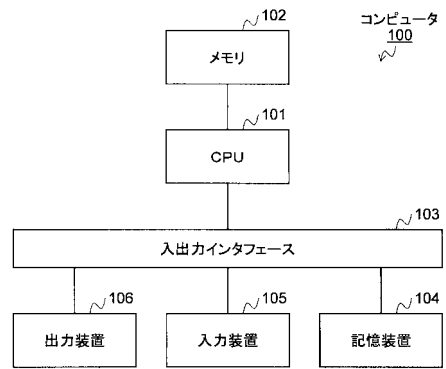 コンピュータ
100
102
メモリ
101
CPU
103
入出力インタフェース
106
出力装置
105
入力装置
104
記憶装置